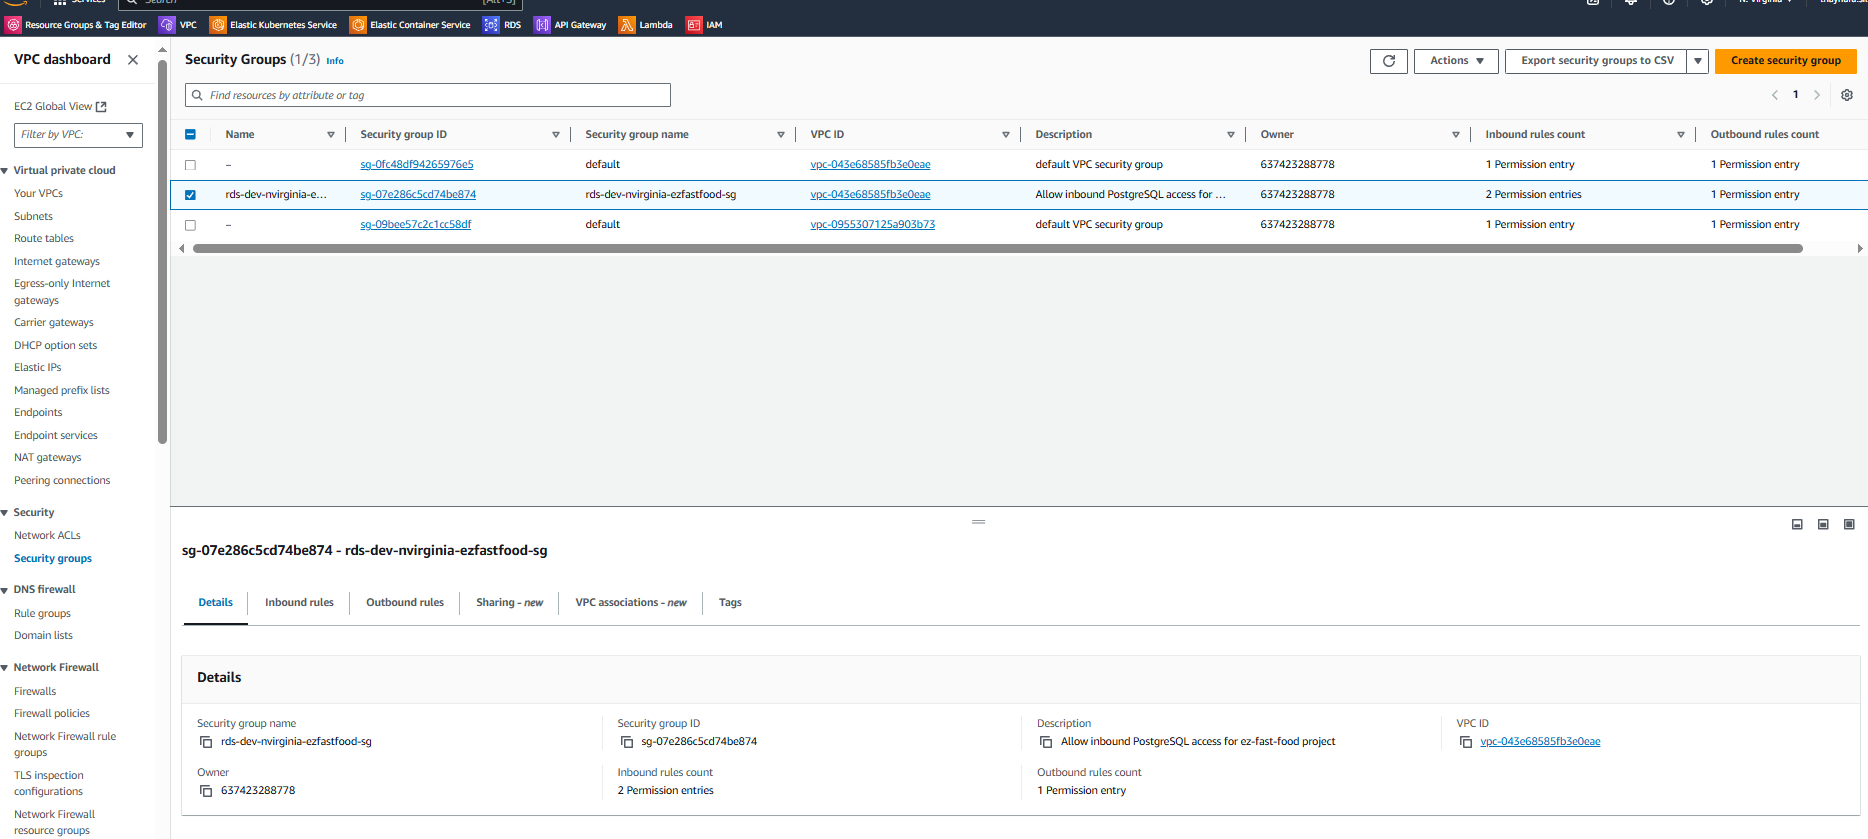 Services
Search
[Alt+S]
N. Virginia
Resource Groups & Tag Editor
VPC
Elastic Kubernetes Service
Elastic Container Service
RDS
API Gateway
Lambda
IAM
VPC dashboard
EC2 Global View
Filter by VPC:
Virtual private cloud
Your VPCs
Subnets
Route tables
Internet gateways
Egress-only Internet
gateways
Carrier gateways
DHCP option sets
Elastic IPs
Managed prefix lists
Endpoints
Endpoint services
NAT gateways
Peering connections
Security
Network ACLs
Security groups
DNS firewall
Rule groups
Domain lists
Network Firewall
Firewalls
Firewall policies
Network Firewall rule
groups
TLS inspection
configurations
Network Firewall
resource groups
Security Groups (1/3) Info
Actions
Export security groups to CSV
Create security group
Find resources by attribute or tag
1
Name Security group ID Security group name VPC ID Description Owner Inbound rules count Outbound rules count
– sg-0fc48df94265976e5 default vpc-043e68585fb3e0eae default VPC security group 637423288778 1 Permission entry 1 Permission entry
rds-dev-nvirginia-e... sg-07e286c5cd74be874 rds-dev-nvirginia-ezfastfood-sg vpc-043e68585fb3e0eae Allow inbound PostgreSQL access for ... 637423288778 2 Permission entries 1 Permission entry
– sg-09bee57c2c1cc58df default vpc-0955307125a903b73 default VPC security group 637423288778 1 Permission entry 1 Permission entry
sg-07e286c5cd74be874 - rds-dev-nvirginia-ezfastfood-sg
Details
Inbound rules
Outbound rules
Sharing - new
VPC associations - new
Tags
Details
Security group name
rds-dev-nvirginia-ezfastfood-sg
Security group ID
sg-07e286c5cd74be874
Description
Allow inbound PostgreSQL access for ez-fast-food project
VPC ID
vpc-043e68585fb3e0eae
Owner
637423288778
Inbound rules count
2 Permission entries
Outbound rules count
1 Permission entry